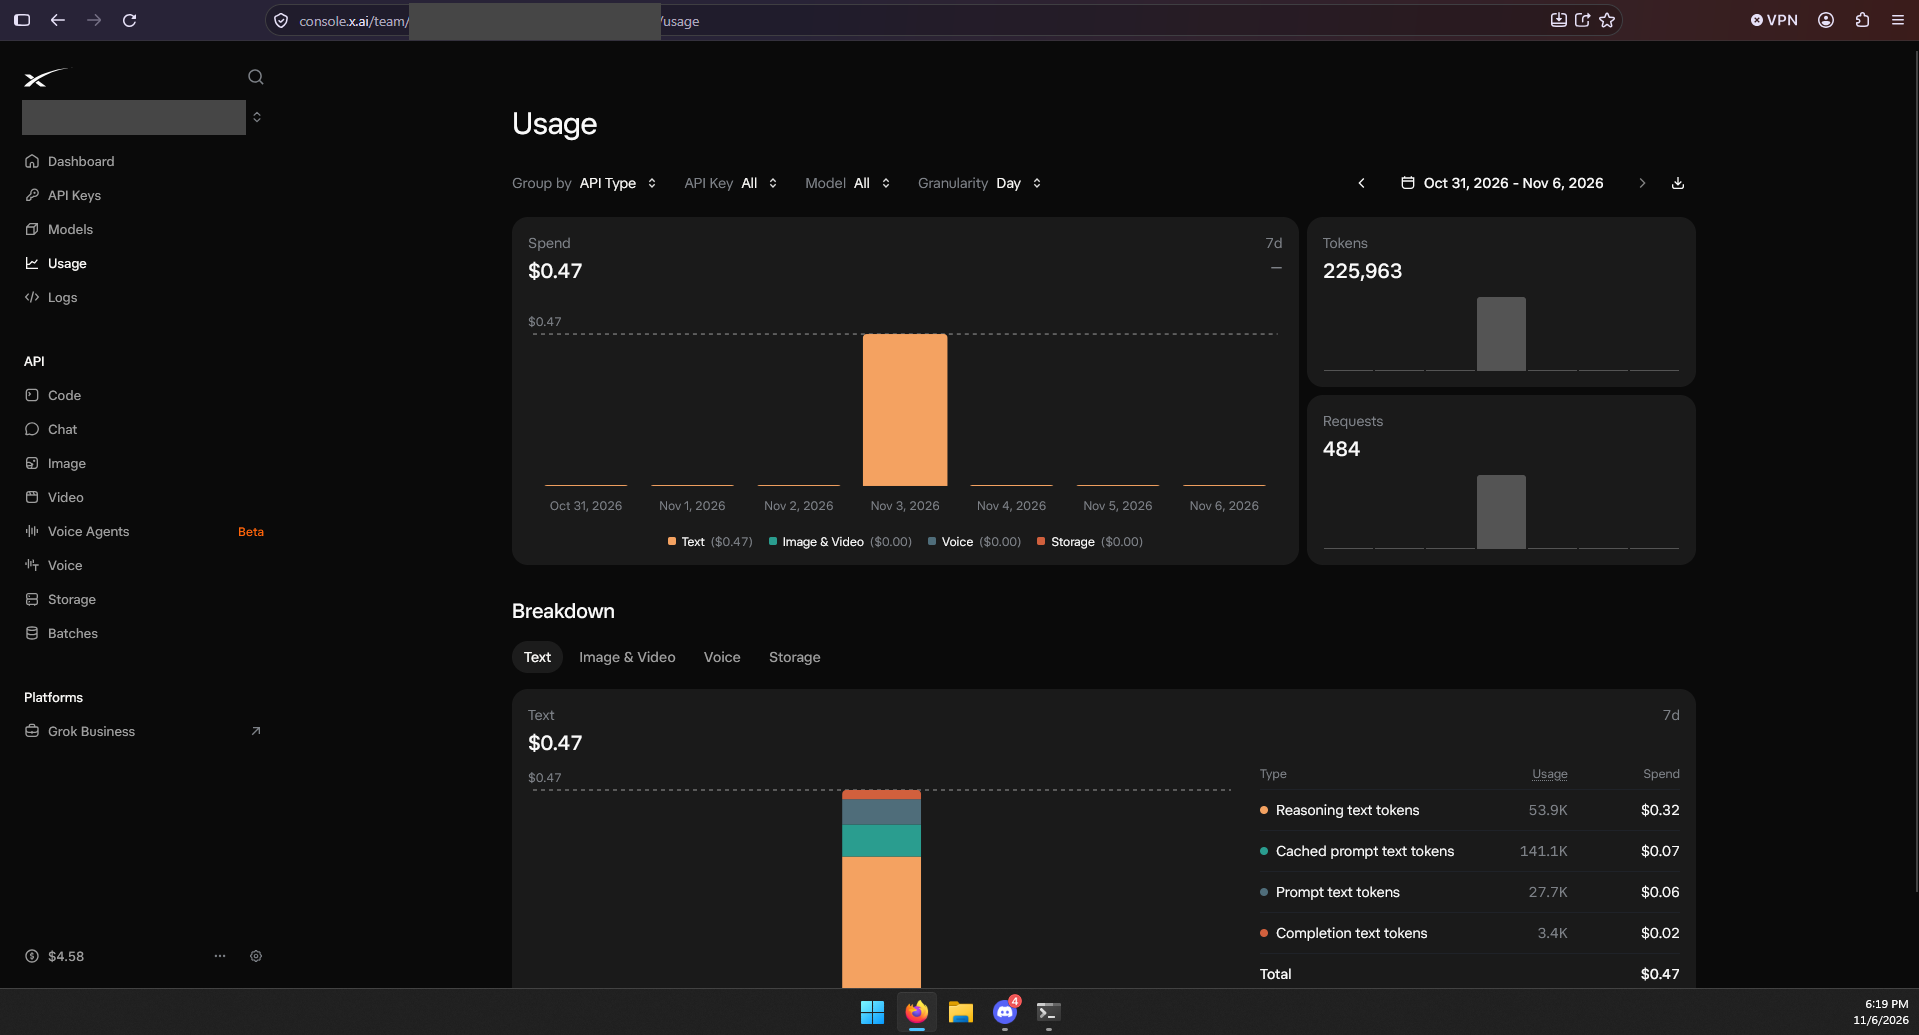 console.x.ai/team/
/usage
VPN
Usage
Dashboard
API Keys
Models
Usage
Logs
API
Code
Chat
Image
Video
Voice Agents Beta
Voice
Storage
Batches
Platforms
Grok Business
$4.58
Group by API Type API Key All Model All Granularity Day
Oct 31, 2026 - Nov 6, 2026
Spend 7d
$0.47 —
$0.47
Oct 31, 2026 Nov 1, 2026 Nov 2, 2026 Nov 3, 2026 Nov 4, 2026 Nov 5, 2026 Nov 6, 2026
Text ($0.47) Image & Video ($0.00) Voice ($0.00) Storage ($0.00)
Tokens
225,963
Requests
484
Breakdown
Text Image & Video Voice Storage
Text 7d
$0.47
$0.47
Type Usage Spend
Reasoning text tokens 53.9K $0.32
Cached prompt text tokens 141.1K $0.07
Prompt text tokens 27.7K $0.06
Completion text tokens 3.4K $0.02
Total $0.47
4
6:19 PM
11/6/2026